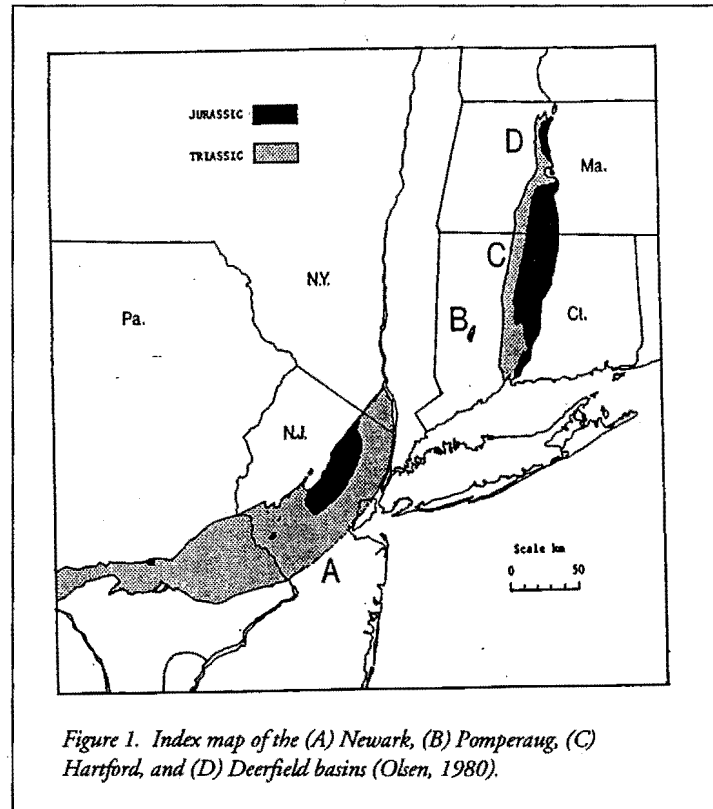 JURASSIC
TRIASSIC
D
Ma.
C
N.Y.
Pa.
B
Ct.
N.J.
Scale km
0 50
A
Figure 1. Index map of the (A) Newark, (B) Pomperaug, (C)
Hartford, and (D) Deerfield basins (Olsen, 1980).